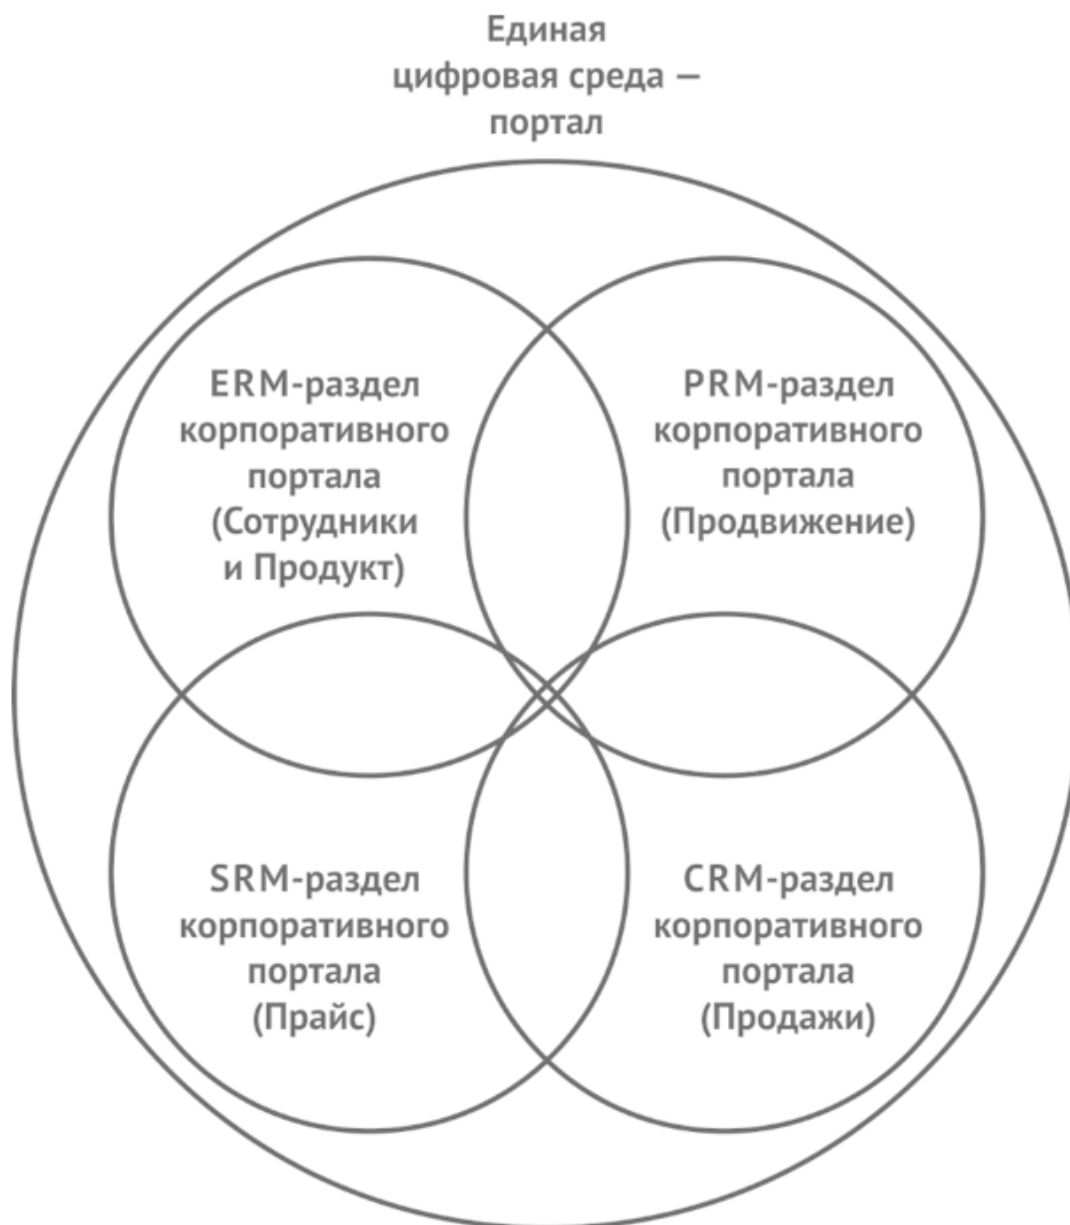 Единая
цифровая среда —
портал
ERM-раздел
корпоративного
портала
(Сотрудники
и Продукт)
PRM-раздел
корпоративного
портала
(Продвижение)
SRM-раздел
корпоративного
портала
(Прайс)
CRM-раздел
корпоративного
портала
(Продажи)